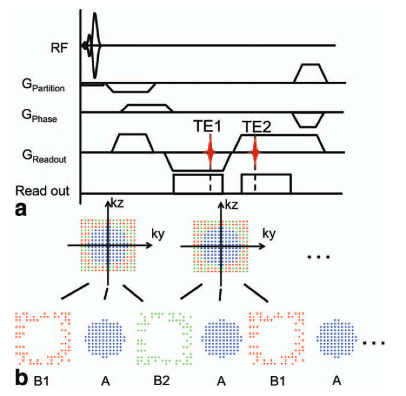 RF
GPartition
GPhase
TE1 TE2
GReadout
Read out
a
kz kz
ky ky
...
...
b B1 A B2 A B1 A